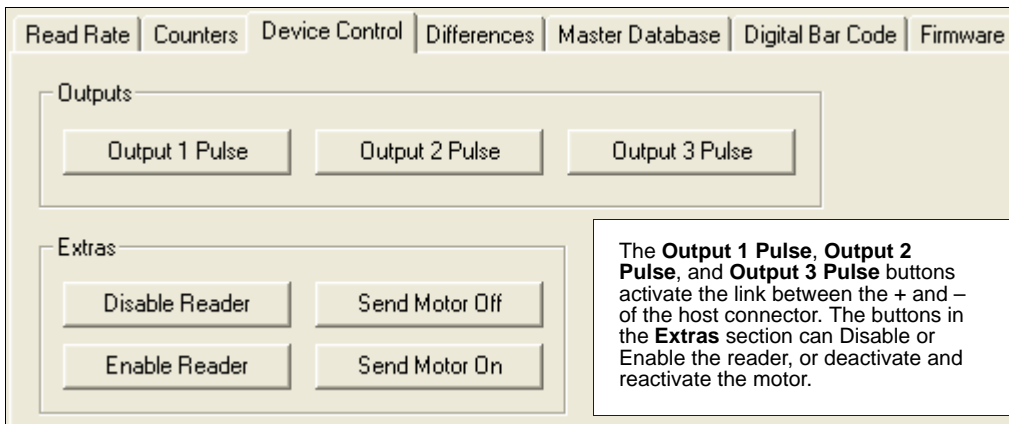 Read Rate Counters Device Control Differences Master Database Digital Bar Code Firmware
Outputs
Output 1 Pulse Output 2 Pulse Output 3 Pulse
Extras
Disable Reader Send Motor Off
Enable Reader Send Motor On
The Output 1 Pulse, Output 2
Pulse, and Output 3 Pulse buttons
activate the link between the + and –
of the host connector. The buttons in
the Extras section can Disable or
Enable the reader, or deactivate and
reactivate the motor.